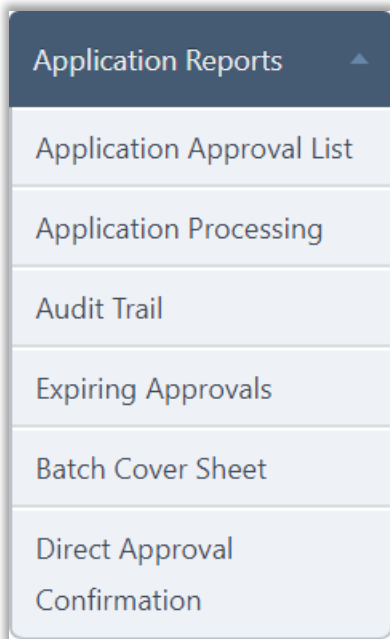 Application Reports
Application Approval List
Application Processing
Audit Trail
Expiring Approvals
Batch Cover Sheet
Direct Approval
Confirmation